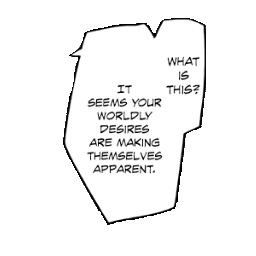 WHAT
IS
THIS?
IT
SEEMS YOUR
WORLDLY
DESIRES
ARE MAKING
THEMSELVES
APPARENT.